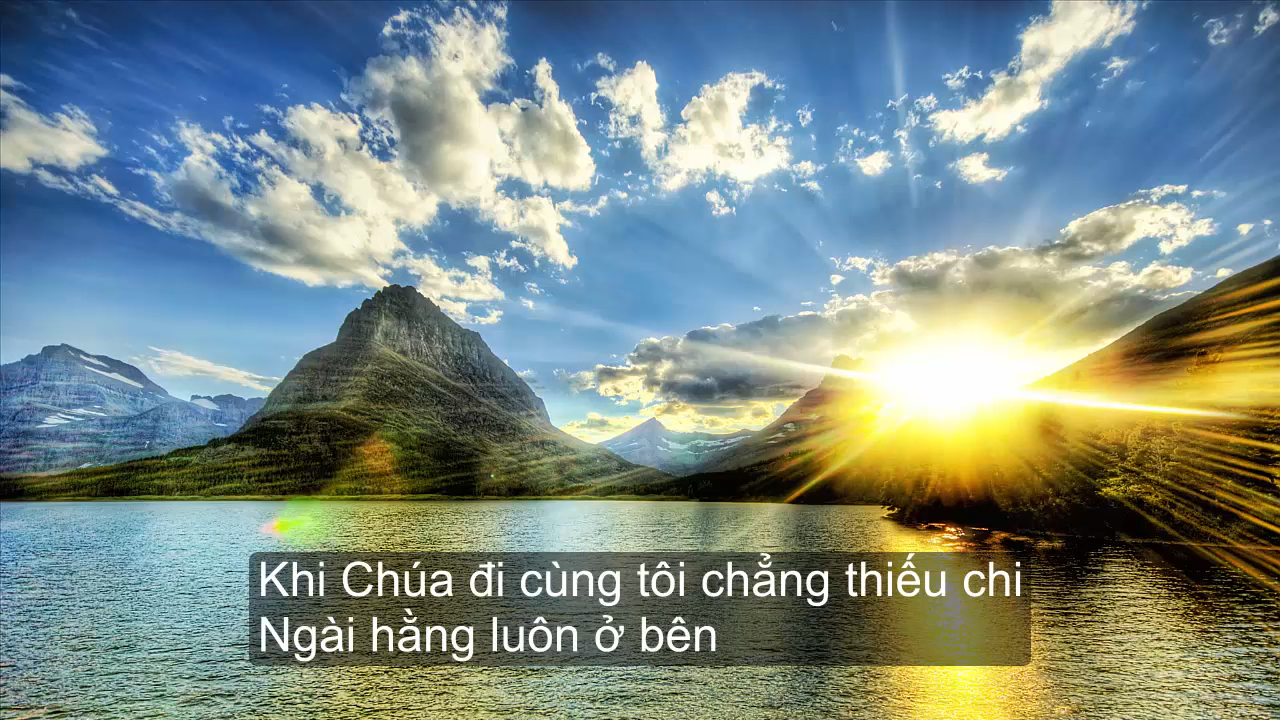 Khi Chúa đi cùng tôi chẳng thiếu chi
Ngài hằng luôn ở bên